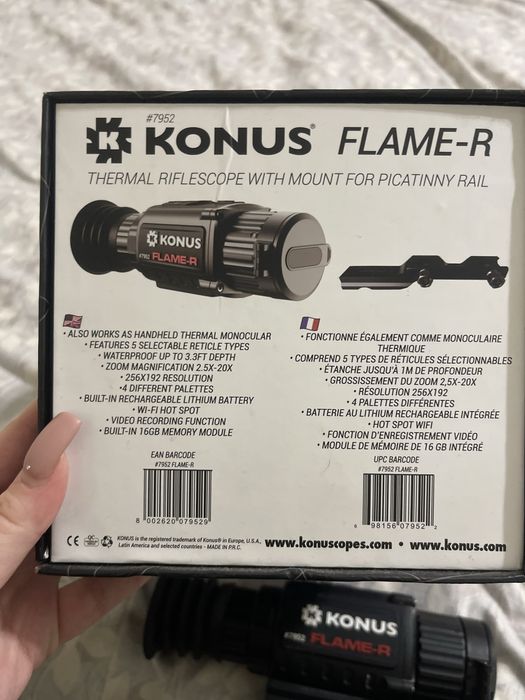 #7952
KONUS® FLAME-R
THERMAL RIFLESCOPE WITH MOUNT FOR PICATINNY RAIL
KONUS
#7952 FLAME-R
• ALSO WORKS AS HANDHELD THERMAL MONOCULAR
• FEATURES 5 SELECTABLE RETICLE TYPES
• WATERPROOF UP TO 3.3FT DEPTH
• ZOOM MAGNIFICATION 2.5X-20X
• 256X192 RESOLUTION
•4 DIFFERENT PALETTES
• BUILT-IN RECHARGEABLE LITHIUM BATTERY
• WI-FI HOT SPOT
• VIDEO RECORDING FUNCTION
• BUILT-IN 16GB MEMORY MODULE
• FONCTIONNE ÉGALEMENT COMME MONOCULAIRE
THERMIQUE
• COMPREND 5 TYPES DE RÉTICULES SÉLECTIONNABLES
• ÉTANCHE JUSQU'À 1M DE PROFONDEUR
• GROSSISSEMENT DU ZOOM 2,5X-20X
• RÉSOLUTION 256X192
• 4 PALETTES DIFFÉRENTES
• BATTERIE AU LITHIUM RECHARGEABLE INTÉGRÉE
• HOT SPOT WIFI
• FONCTION D'ENREGISTREMENT VIDÉO
• MODULE DE MÉMOIRE DE 16 GB INTÉGRÉ
EAN BARCODE
#7952 FLAME-R
8 002620 079529
UPC BARCODE
#7952 FLAME-R
6 98156 07952 2
CE
KONUS is the registered trademark of Konus® in Europe, U.S.A.,
Latin America and selected countries - MADE IN P.R.C.
www.konuscopes.com • www.konus.com
KONUS
#7952 FLAME-R